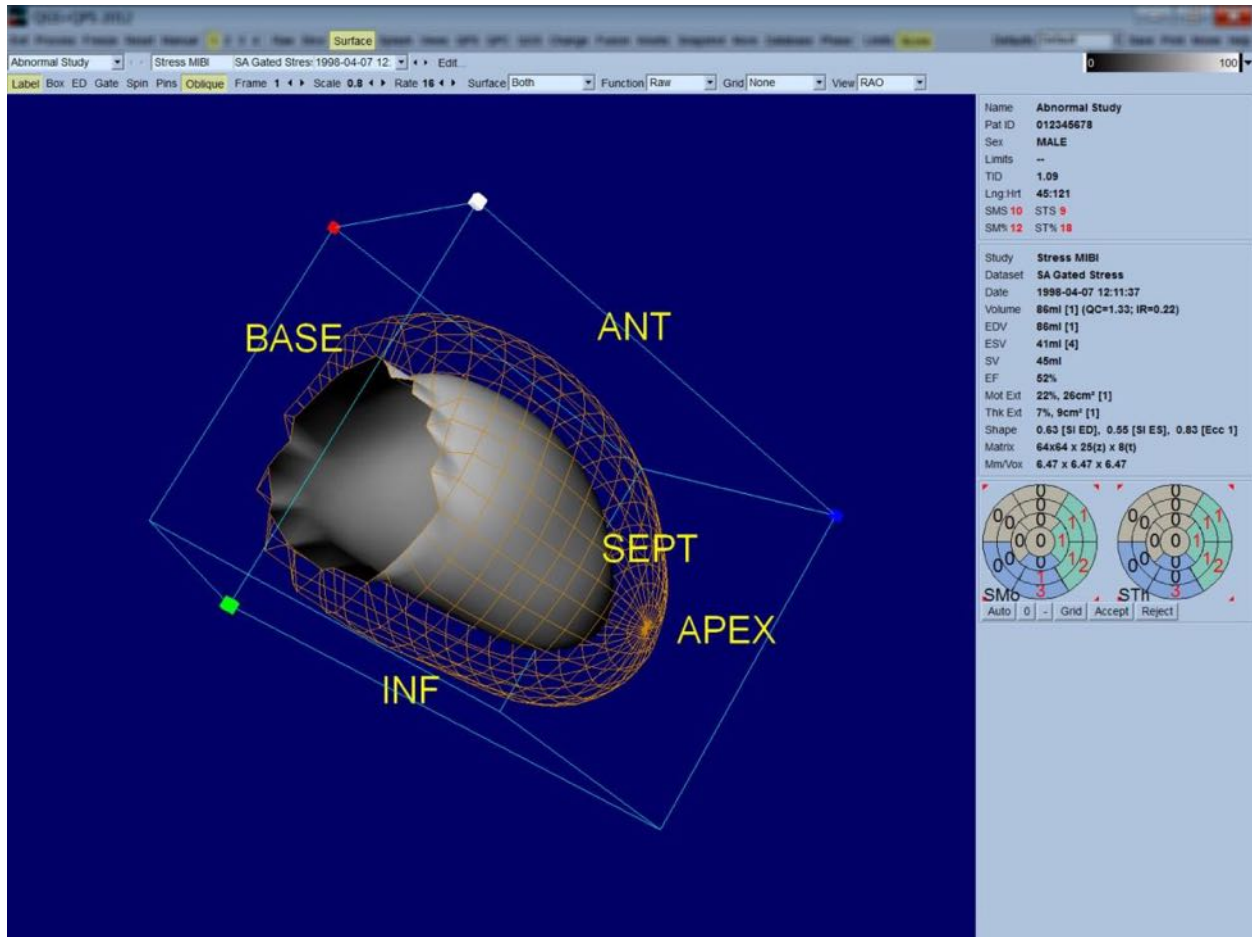 QGS+QPS 2012
Surface
Abnormal Study Stress MIBI SA Gated Stres: 1998-04-07 12: Edit... 0 100
Label Box ED Gate Spin Pins Oblique Frame 1 Scale 0.8 Rate 16 Surface Both Function Raw Grid None View RAO
Name Abnormal Study
Pat ID 012345678
Sex MALE
Limits --
TID 1.09
Lng:Hrt 45:121
SMS 10 STS 9
SM% 12 ST% 18
Study Stress MIBI
Dataset SA Gated Stress
Date 1998-04-07 12:11:37
Volume 86ml [1] (QC=1.33; IR=0.22)
EDV 86ml [1]
ESV 41ml [4]
SV 45ml
EF 52%
Mot Ext 22%, 26cm² [1]
Thk Ext 7%, 9cm² [1]
Shape 0.63 [SI ED], 0.55 [SI ES], 0.83 [Ecc 1]
Matrix 64x64 x 25(z) x 8(t)
Mm/Vox 6.47 x 6.47 x 6.47
SMo STh
Auto 0 - Grid Accept Reject
BASE
ANT
SEPT
APEX
INF